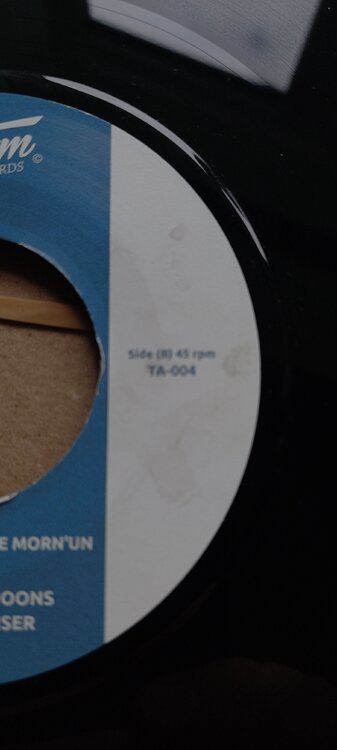 m ©
RDS
Side (B) 45 rpm
TA-004
E MORN'UN
OONS
SER